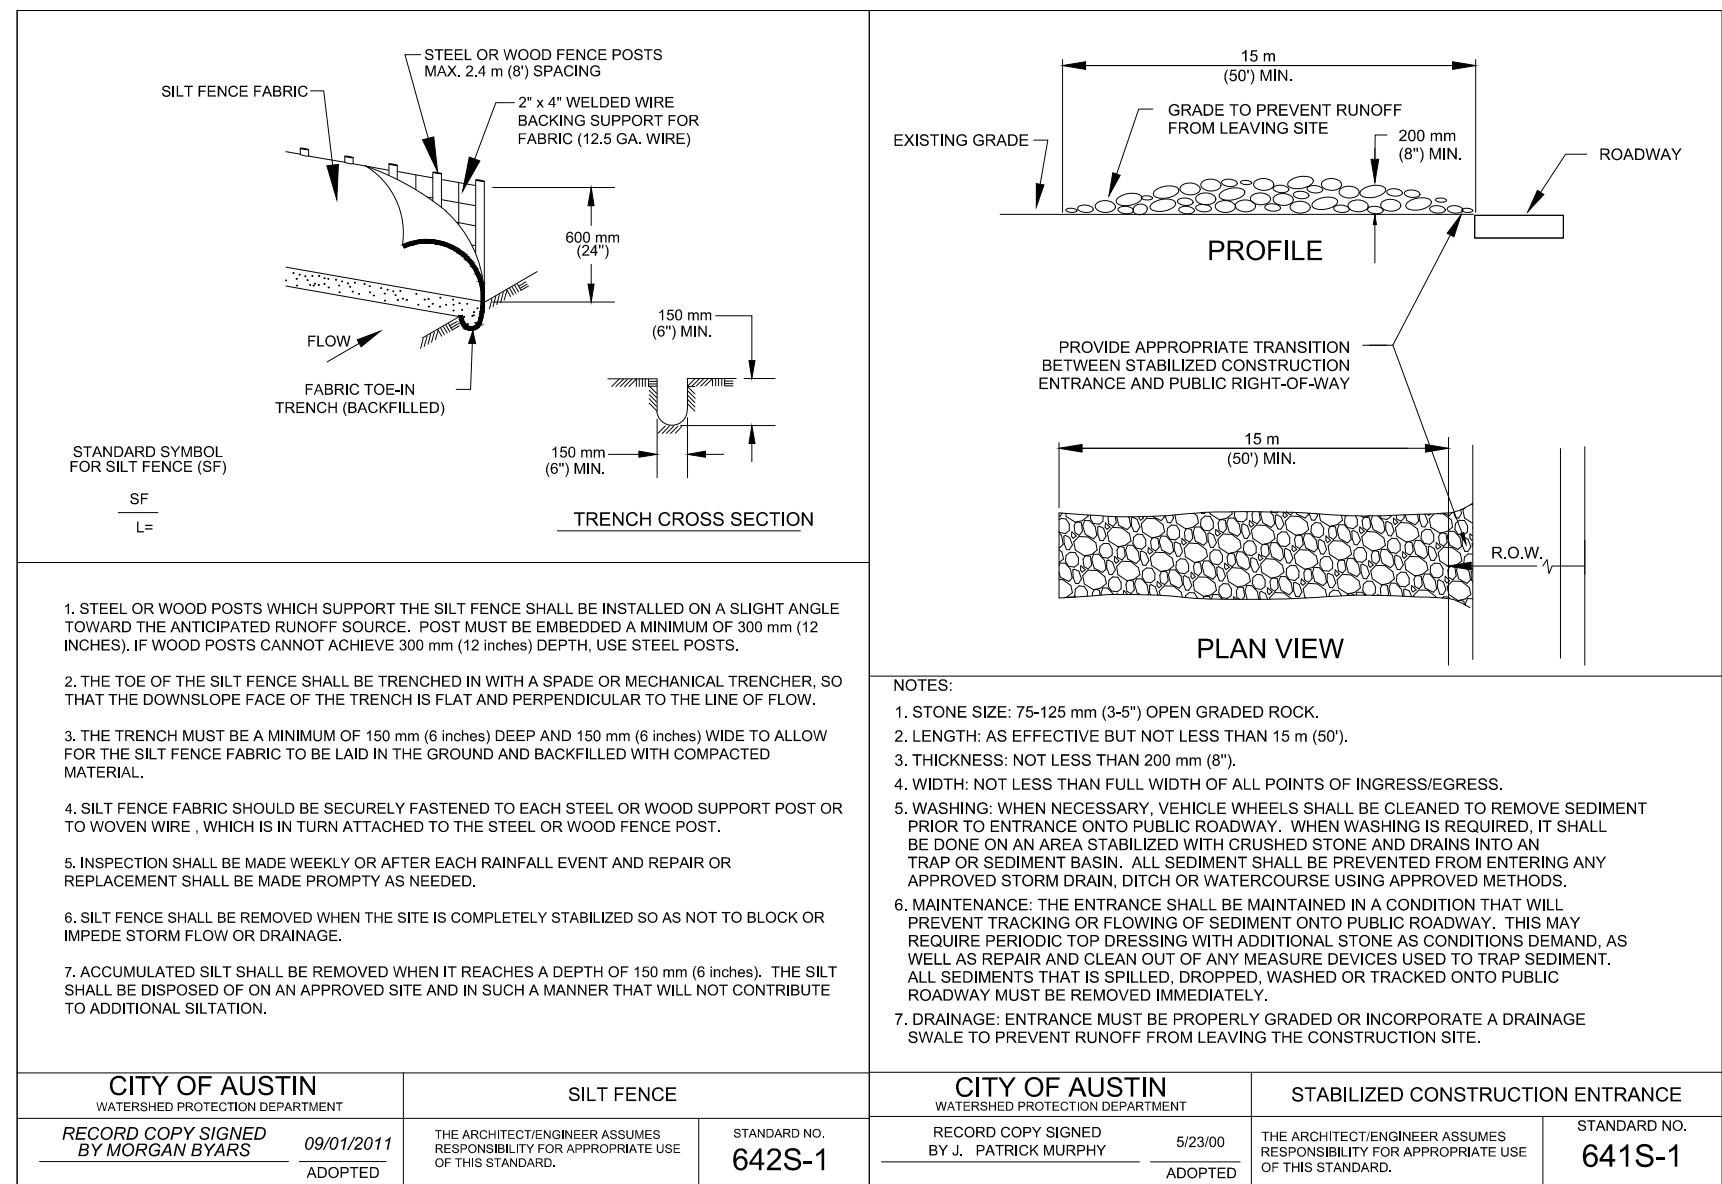 STEEL OR WOOD FENCE POSTS
MAX. 2.4 m (8') SPACING
SILT FENCE FABRIC
2" x 4" WELDED WIRE
BACKING SUPPORT FOR
FABRIC (12.5 GA. WIRE)
600 mm
(24")
150 mm
(6") MIN.
FLOW
FABRIC TOE-IN
TRENCH (BACKFILLED)
STANDARD SYMBOL
FOR SILT FENCE (SF)
150 mm
(6") MIN.
SF
L=
TRENCH CROSS SECTION
1. STEEL OR WOOD POSTS WHICH SUPPORT THE SILT FENCE SHALL BE INSTALLED ON A SLIGHT ANGLE
TOWARD THE ANTICIPATED RUNOFF SOURCE. POST MUST BE EMBEDDED A MINIMUM OF 300 mm (12
INCHES). IF WOOD POSTS CANNOT ACHIEVE 300 mm (12 inches) DEPTH, USE STEEL POSTS.
2. THE TOE OF THE SILT FENCE SHALL BE TRENCHED IN WITH A SPADE OR MECHANICAL TRENCHER, SO
THAT THE DOWNSLOPE FACE OF THE TRENCH IS FLAT AND PERPENDICULAR TO THE LINE OF FLOW.
3. THE TRENCH MUST BE A MINIMUM OF 150 mm (6 inches) DEEP AND 150 mm (6 inches) WIDE TO ALLOW
FOR THE SILT FENCE FABRIC TO BE LAID IN THE GROUND AND BACKFILLED WITH COMPACTED
MATERIAL.
4. SILT FENCE FABRIC SHOULD BE SECURELY FASTENED TO EACH STEEL OR WOOD SUPPORT POST OR
TO WOVEN WIRE , WHICH IS IN TURN ATTACHED TO THE STEEL OR WOOD FENCE POST.
5. INSPECTION SHALL BE MADE WEEKLY OR AFTER EACH RAINFALL EVENT AND REPAIR OR
REPLACEMENT SHALL BE MADE PROMPTY AS NEEDED.
6. SILT FENCE SHALL BE REMOVED WHEN THE SITE IS COMPLETELY STABILIZED SO AS NOT TO BLOCK OR
IMPEDE STORM FLOW OR DRAINAGE.
7. ACCUMULATED SILT SHALL BE REMOVED WHEN IT REACHES A DEPTH OF 150 mm (6 inches). THE SILT
SHALL BE DISPOSED OF ON AN APPROVED SITE AND IN SUCH A MANNER THAT WILL NOT CONTRIBUTE
TO ADDITIONAL SILTATION.
CITY OF AUSTIN
WATERSHED PROTECTION DEPARTMENT
SILT FENCE
RECORD COPY SIGNED
BY MORGAN BYARS
09/01/2011
ADOPTED
THE ARCHITECT/ENGINEER ASSUMES
RESPONSIBILITY FOR APPROPRIATE USE
OF THIS STANDARD.
STANDARD NO.
642S-1
15 m
(50') MIN.
GRADE TO PREVENT RUNOFF
FROM LEAVING SITE
EXISTING GRADE
200 mm
(8") MIN.
ROADWAY
PROFILE
PROVIDE APPROPRIATE TRANSITION
BETWEEN STABILIZED CONSTRUCTION
ENTRANCE AND PUBLIC RIGHT-OF-WAY
15 m
(50') MIN.
R.O.W.
PLAN VIEW
NOTES:
1. STONE SIZE: 75-125 mm (3-5") OPEN GRADED ROCK.
2. LENGTH: AS EFFECTIVE BUT NOT LESS THAN 15 m (50').
3. THICKNESS: NOT LESS THAN 200 mm (8").
4. WIDTH: NOT LESS THAN FULL WIDTH OF ALL POINTS OF INGRESS/EGRESS.
5. WASHING: WHEN NECESSARY, VEHICLE WHEELS SHALL BE CLEANED TO REMOVE SEDIMENT
PRIOR TO ENTRANCE ONTO PUBLIC ROADWAY. WHEN WASHING IS REQUIRED, IT SHALL
BE DONE ON AN AREA STABILIZED WITH CRUSHED STONE AND DRAINS INTO AN
TRAP OR SEDIMENT BASIN. ALL SEDIMENT SHALL BE PREVENTED FROM ENTERING ANY
APPROVED STORM DRAIN, DITCH OR WATERCOURSE USING APPROVED METHODS.
6. MAINTENANCE: THE ENTRANCE SHALL BE MAINTAINED IN A CONDITION THAT WILL
PREVENT TRACKING OR FLOWING OF SEDIMENT ONTO PUBLIC ROADWAY. THIS MAY
REQUIRE PERIODIC TOP DRESSING WITH ADDITIONAL STONE AS CONDITIONS DEMAND, AS
WELL AS REPAIR AND CLEAN OUT OF ANY MEASURE DEVICES USED TO TRAP SEDIMENT.
ALL SEDIMENTS THAT IS SPILLED, DROPPED, WASHED OR TRACKED ONTO PUBLIC
ROADWAY MUST BE REMOVED IMMEDIATELY.
7. DRAINAGE: ENTRANCE MUST BE PROPERLY GRADED OR INCORPORATE A DRAINAGE
SWALE TO PREVENT RUNOFF FROM LEAVING THE CONSTRUCTION SITE.
CITY OF AUSTIN
WATERSHED PROTECTION DEPARTMENT
STABILIZED CONSTRUCTION ENTRANCE
RECORD COPY SIGNED
BY J. PATRICK MURPHY
5/23/00
ADOPTED
THE ARCHITECT/ENGINEER ASSUMES
RESPONSIBILITY FOR APPROPRIATE USE
OF THIS STANDARD.
STANDARD NO.
641S-1